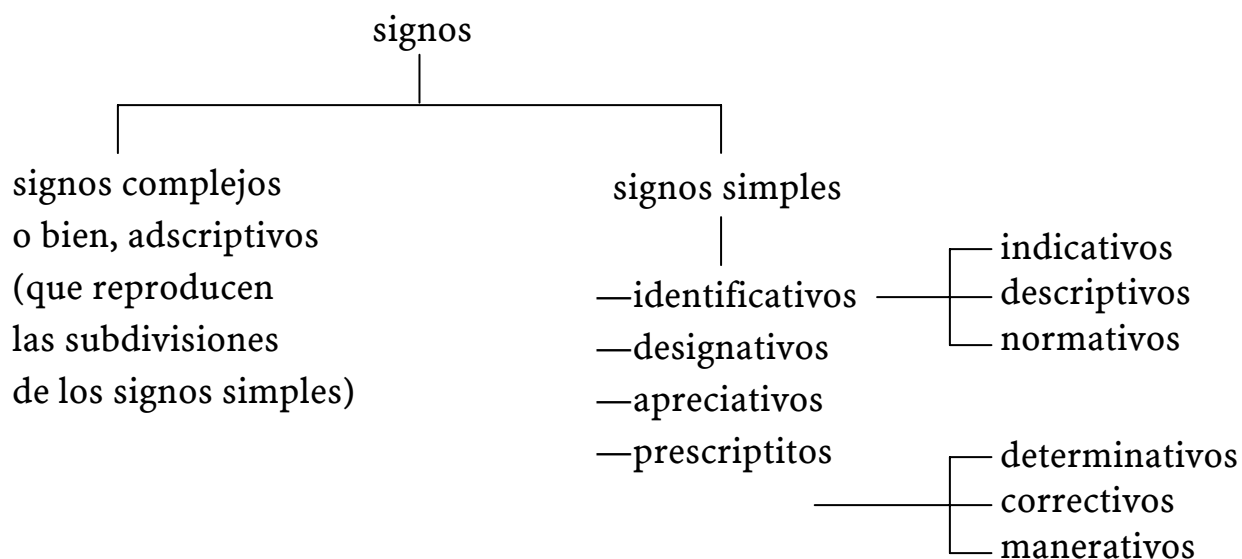 signos
signos complejos
o bien, adscriptivos
(que reproducen
las subdivisiones
de los signos simples)
signos simples
—identificativos
—designativos
—apreciativos
—prescriptitos
indicativos
descriptivos
normativos
determinativos
correctivos
manerativos